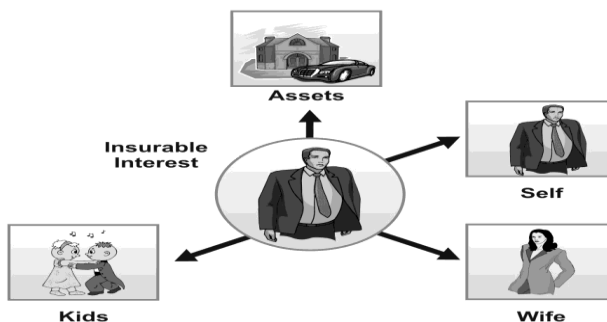 Assets
Insurable
Interest
Self
Kids
Wife